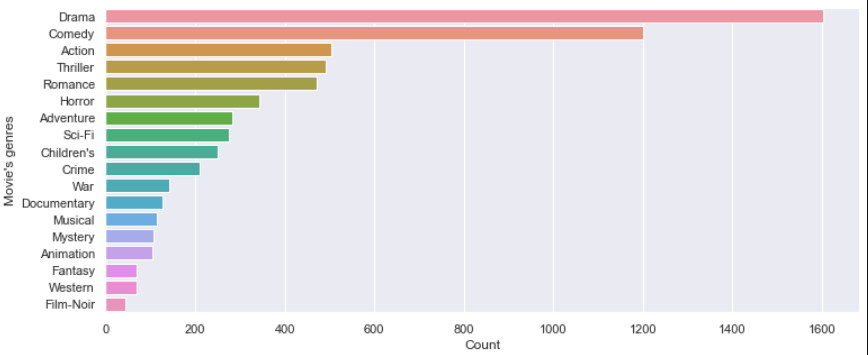 Movie's genres
Drama
Comedy
Action
Thriller
Romance
Horror
Adventure
Sci-Fi
Children's
Crime
War
Documentary
Musical
Mystery
Animation
Fantasy
Western
Film-Noir
0 200 400 600 800 1000 1200 1400 1600
Count